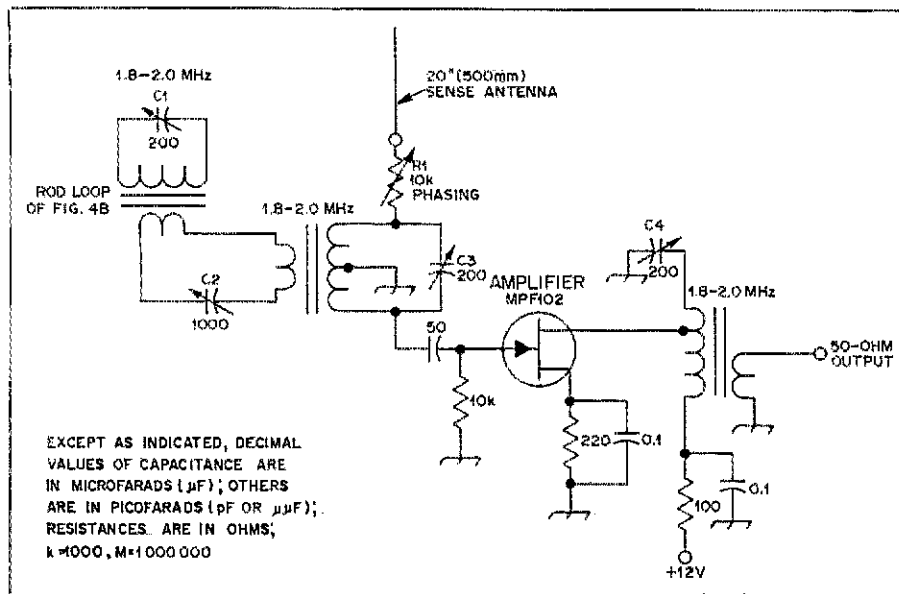 20" (500mm)
SENSE ANTENNA
1.8–2.0 MHz
C1
200
R1
10k
PHASING
ROD LOOP
OF FIG. 4B
1.8–2.0 MHz
C2
1000
C3
200
C4
200
AMPLIFIER
MPF102
1.8–2.0 MHz
50
50-OHM
OUTPUT
10k
220
0.1
0.1
100
+12V
EXCEPT AS INDICATED, DECIMAL
VALUES OF CAPACITANCE ARE
IN MICROFARADS (µF); OTHERS
ARE IN PICOFARADS (pF OR µµF);
RESISTANCES ARE IN OHMS;
k=1000, M=1000000